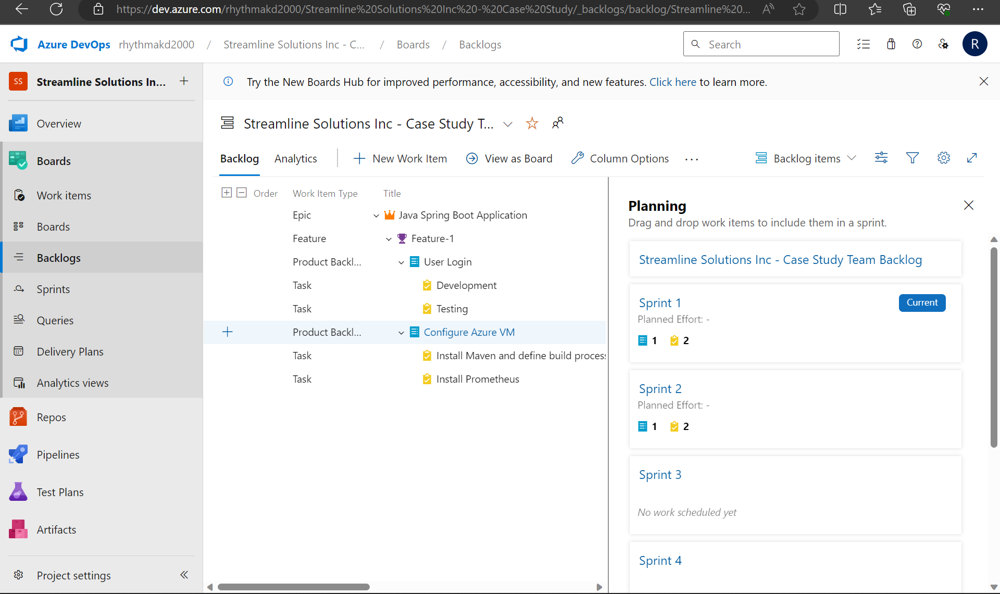 https://dev.azure.com/rhythmakd2000/Streamline%20Solutions%20Inc%20-%20Case%20Study/_backlogs/backlog/Streamline%20...
Azure DevOps rhythmakd2000 / Streamline Solutions Inc - C... / Boards / Backlogs
Search
R
SS Streamline Solutions In... +
Try the New Boards Hub for improved performance, accessibility, and new features. Click here to learn more.
Overview
Streamline Solutions Inc - Case Study T...
Boards
Backlog Analytics New Work Item View as Board Column Options ... Backlog items
Work items
Boards
Backlogs
Sprints
Queries
Delivery Plans
Analytics views
Repos
Pipelines
Test Plans
Artifacts
Project settings
Order Work Item Type Title
Epic Java Spring Boot Application
Feature Feature-1
Product Backl... User Login
Task Development
Task Testing
Product Backl... Configure Azure VM
Task Install Maven and define build process
Task Install Prometheus
Planning
Drag and drop work items to include them in a sprint.
Streamline Solutions Inc - Case Study Team Backlog
Sprint 1 Current
Planned Effort: -
1 2
Sprint 2
Planned Effort: -
1 2
Sprint 3
No work scheduled yet
Sprint 4